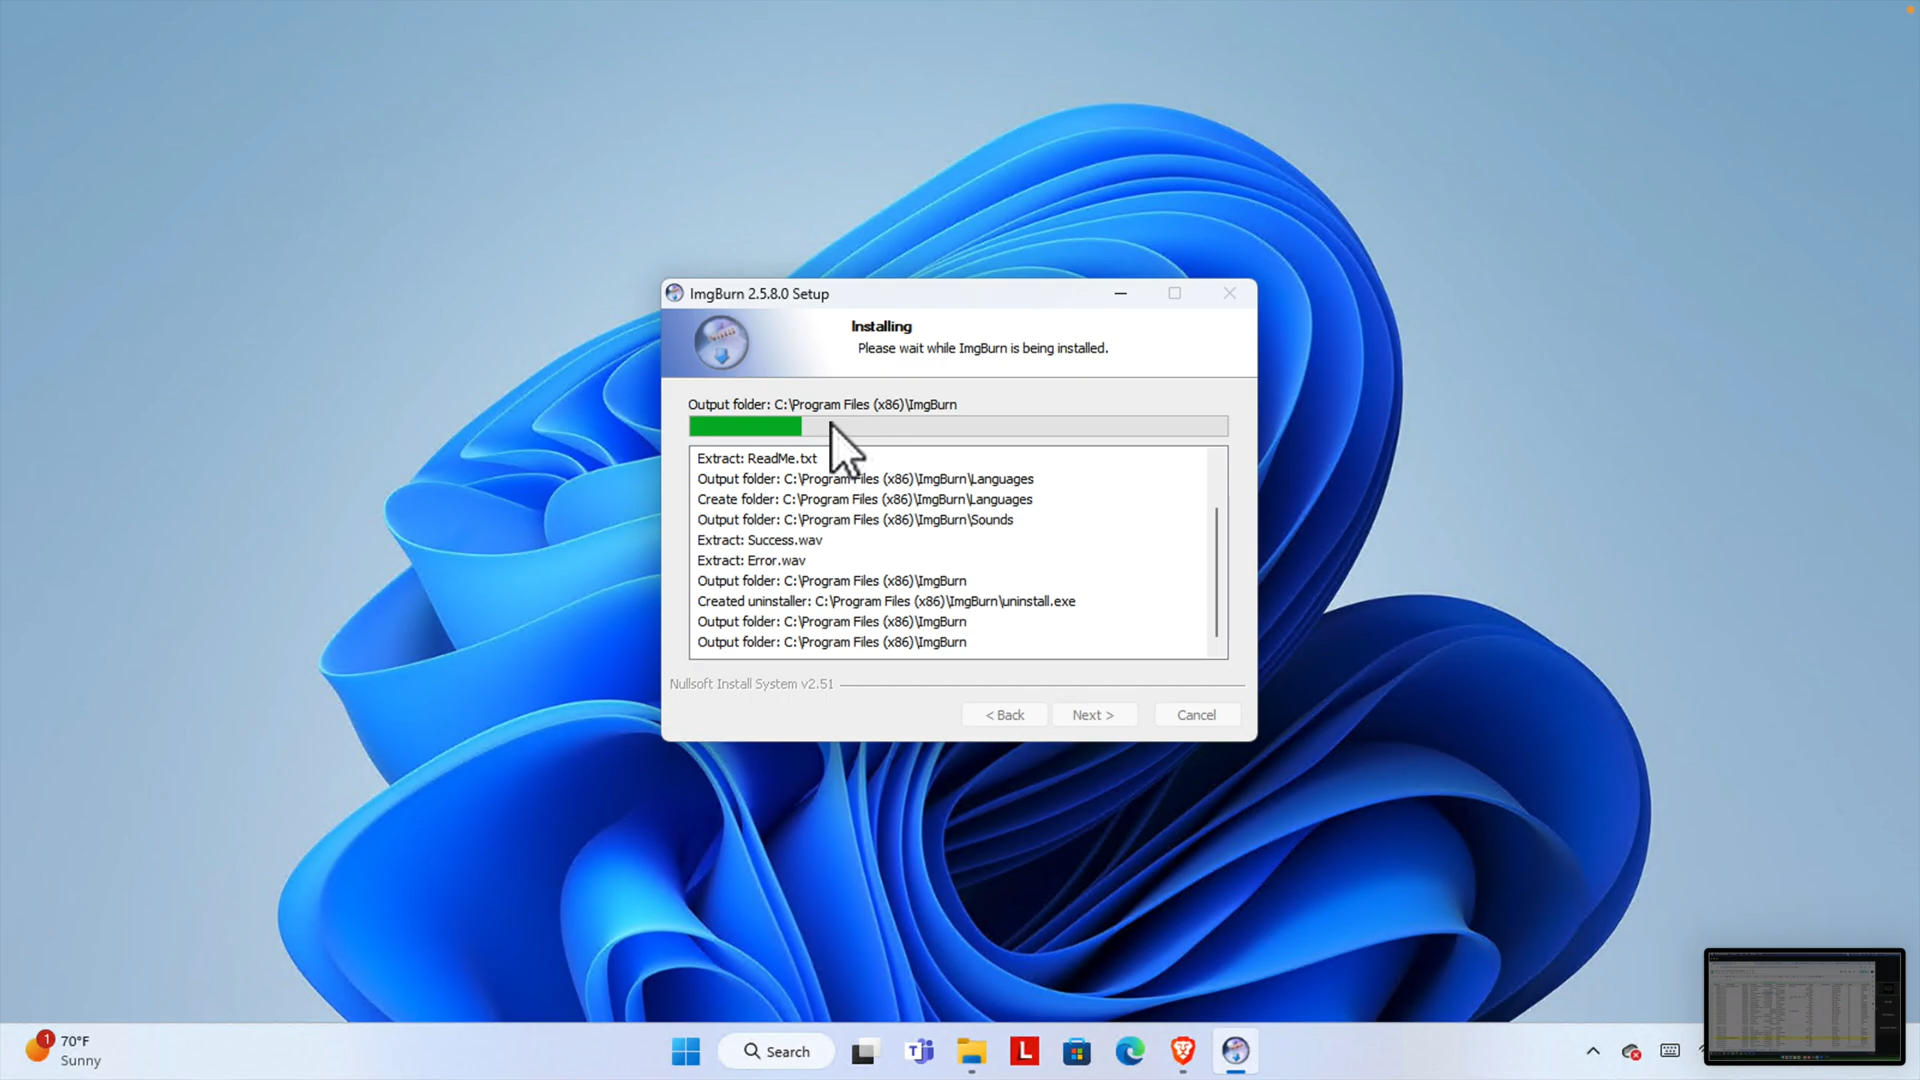 ImgBurn 2.5.8.0 Setup
Installing
Please wait while ImgBurn is being installed.
Output folder: C:\Program Files (x86)\ImgBurn
Extract: ReadMe.txt
Output folder: C:\Program Files (x86)\ImgBurn\Languages
Create folder: C:\Program Files (x86)\ImgBurn\Languages
Output folder: C:\Program Files (x86)\ImgBurn\Sounds
Extract: Success.wav
Extract: Error.wav
Output folder: C:\Program Files (x86)\ImgBurn
Created uninstaller: C:\Program Files (x86)\ImgBurn\uninstall.exe
Output folder: C:\Program Files (x86)\ImgBurn
Output folder: C:\Program Files (x86)\ImgBurn
Nullsoft Install System v2.51
< Back Next > Cancel
1 70°F
Sunny
Search
L